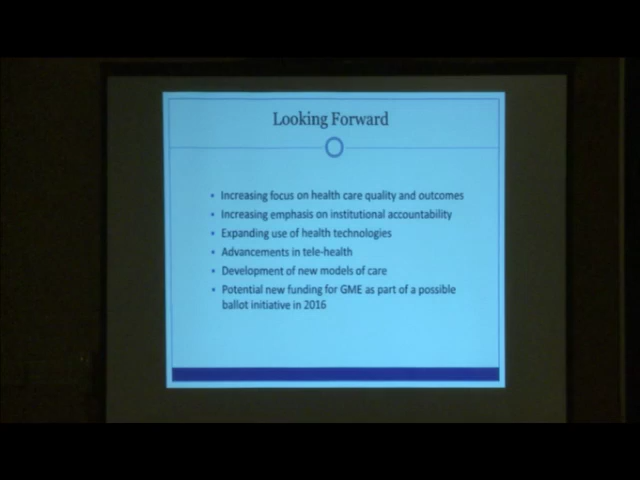 Looking Forward
• Increasing focus on health care quality and outcomes
• Increasing emphasis on institutional accountability
• Expanding use of health technologies
• Advancements in tele-health
• Development of new models of care
• Potential new funding for GME as part of a possible
ballot initiative in 2016